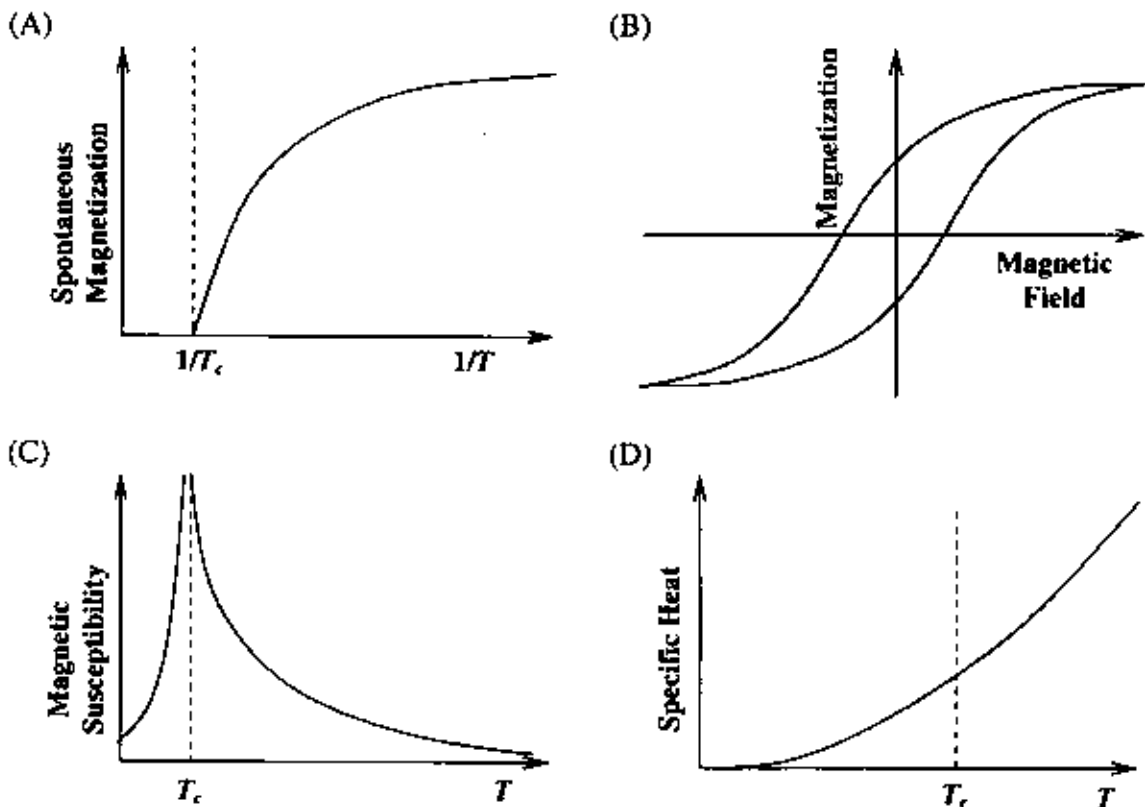 (A)
Spontaneous
Magnetization
1/T_c
1/T
(B)
Magnetization
Magnetic
Field
(C)
Magnetic
Susceptibility
T_c
T
(D)
Specific Heat
T_c
T